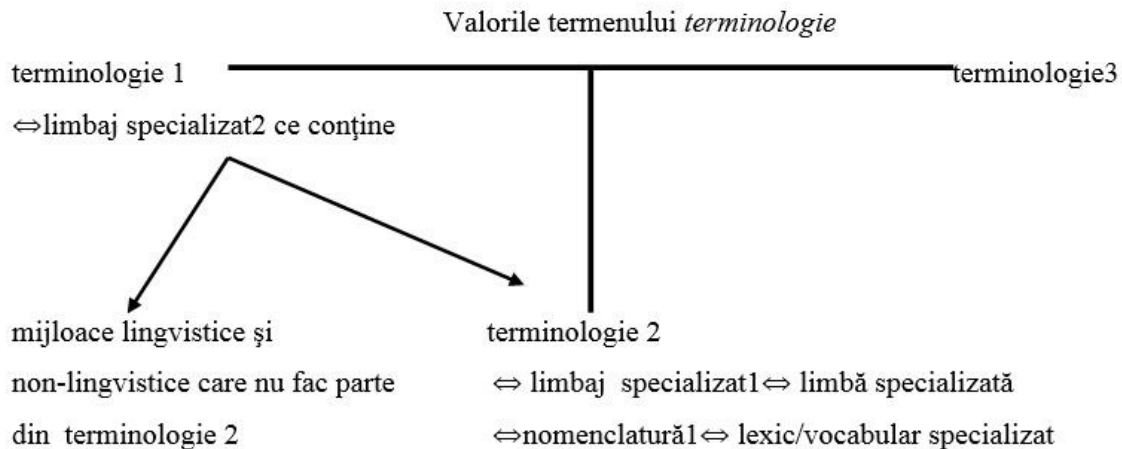 Valorile termenului terminologie
terminologie 1
terminologie3
⇔limbaj specializat2 ce conţine
mijloace lingvistice şi
non-lingvistice care nu fac parte
din terminologie 2
terminologie 2
⇔ limbaj specializat1⇔ limbă specializată
⇔nomenclatură1⇔ lexic/vocabular specializat